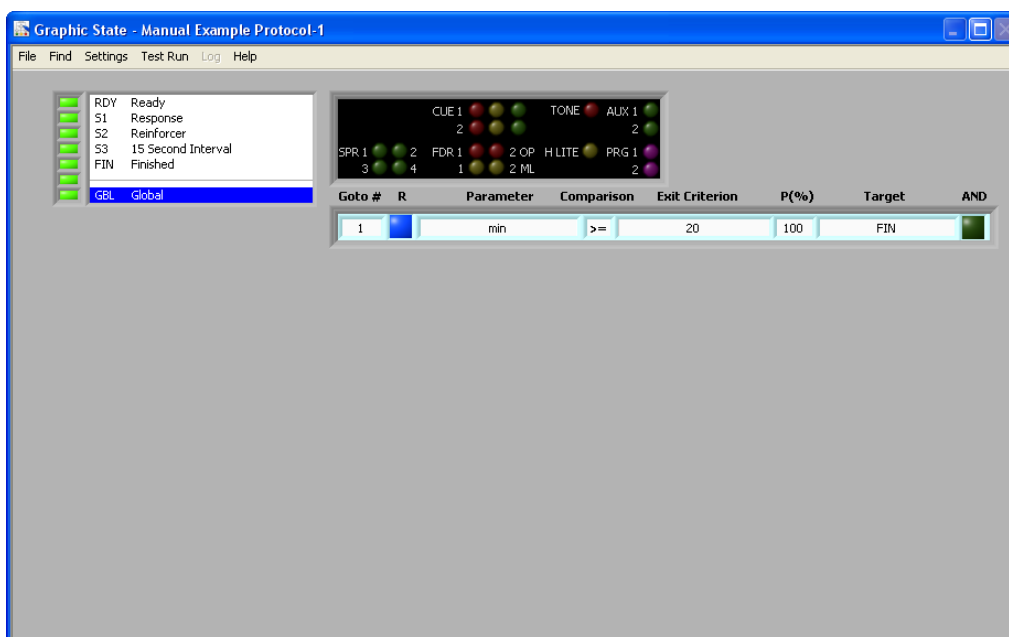 Graphic State - Manual Example Protocol-1
File Find Settings Test Run Log Help
RDY Ready
S1 Response
S2 Reinforcer
S3 15 Second Interval
FIN Finished
GBL Global
CUE 1 TONE AUX 1
2 2
SPR 1 2 FDR 1 2 OP H LITE PRG 1
3 4 1 2 ML 2
Goto # R Parameter Comparison Exit Criterion P(%) Target AND
1 min >= 20 100 FIN